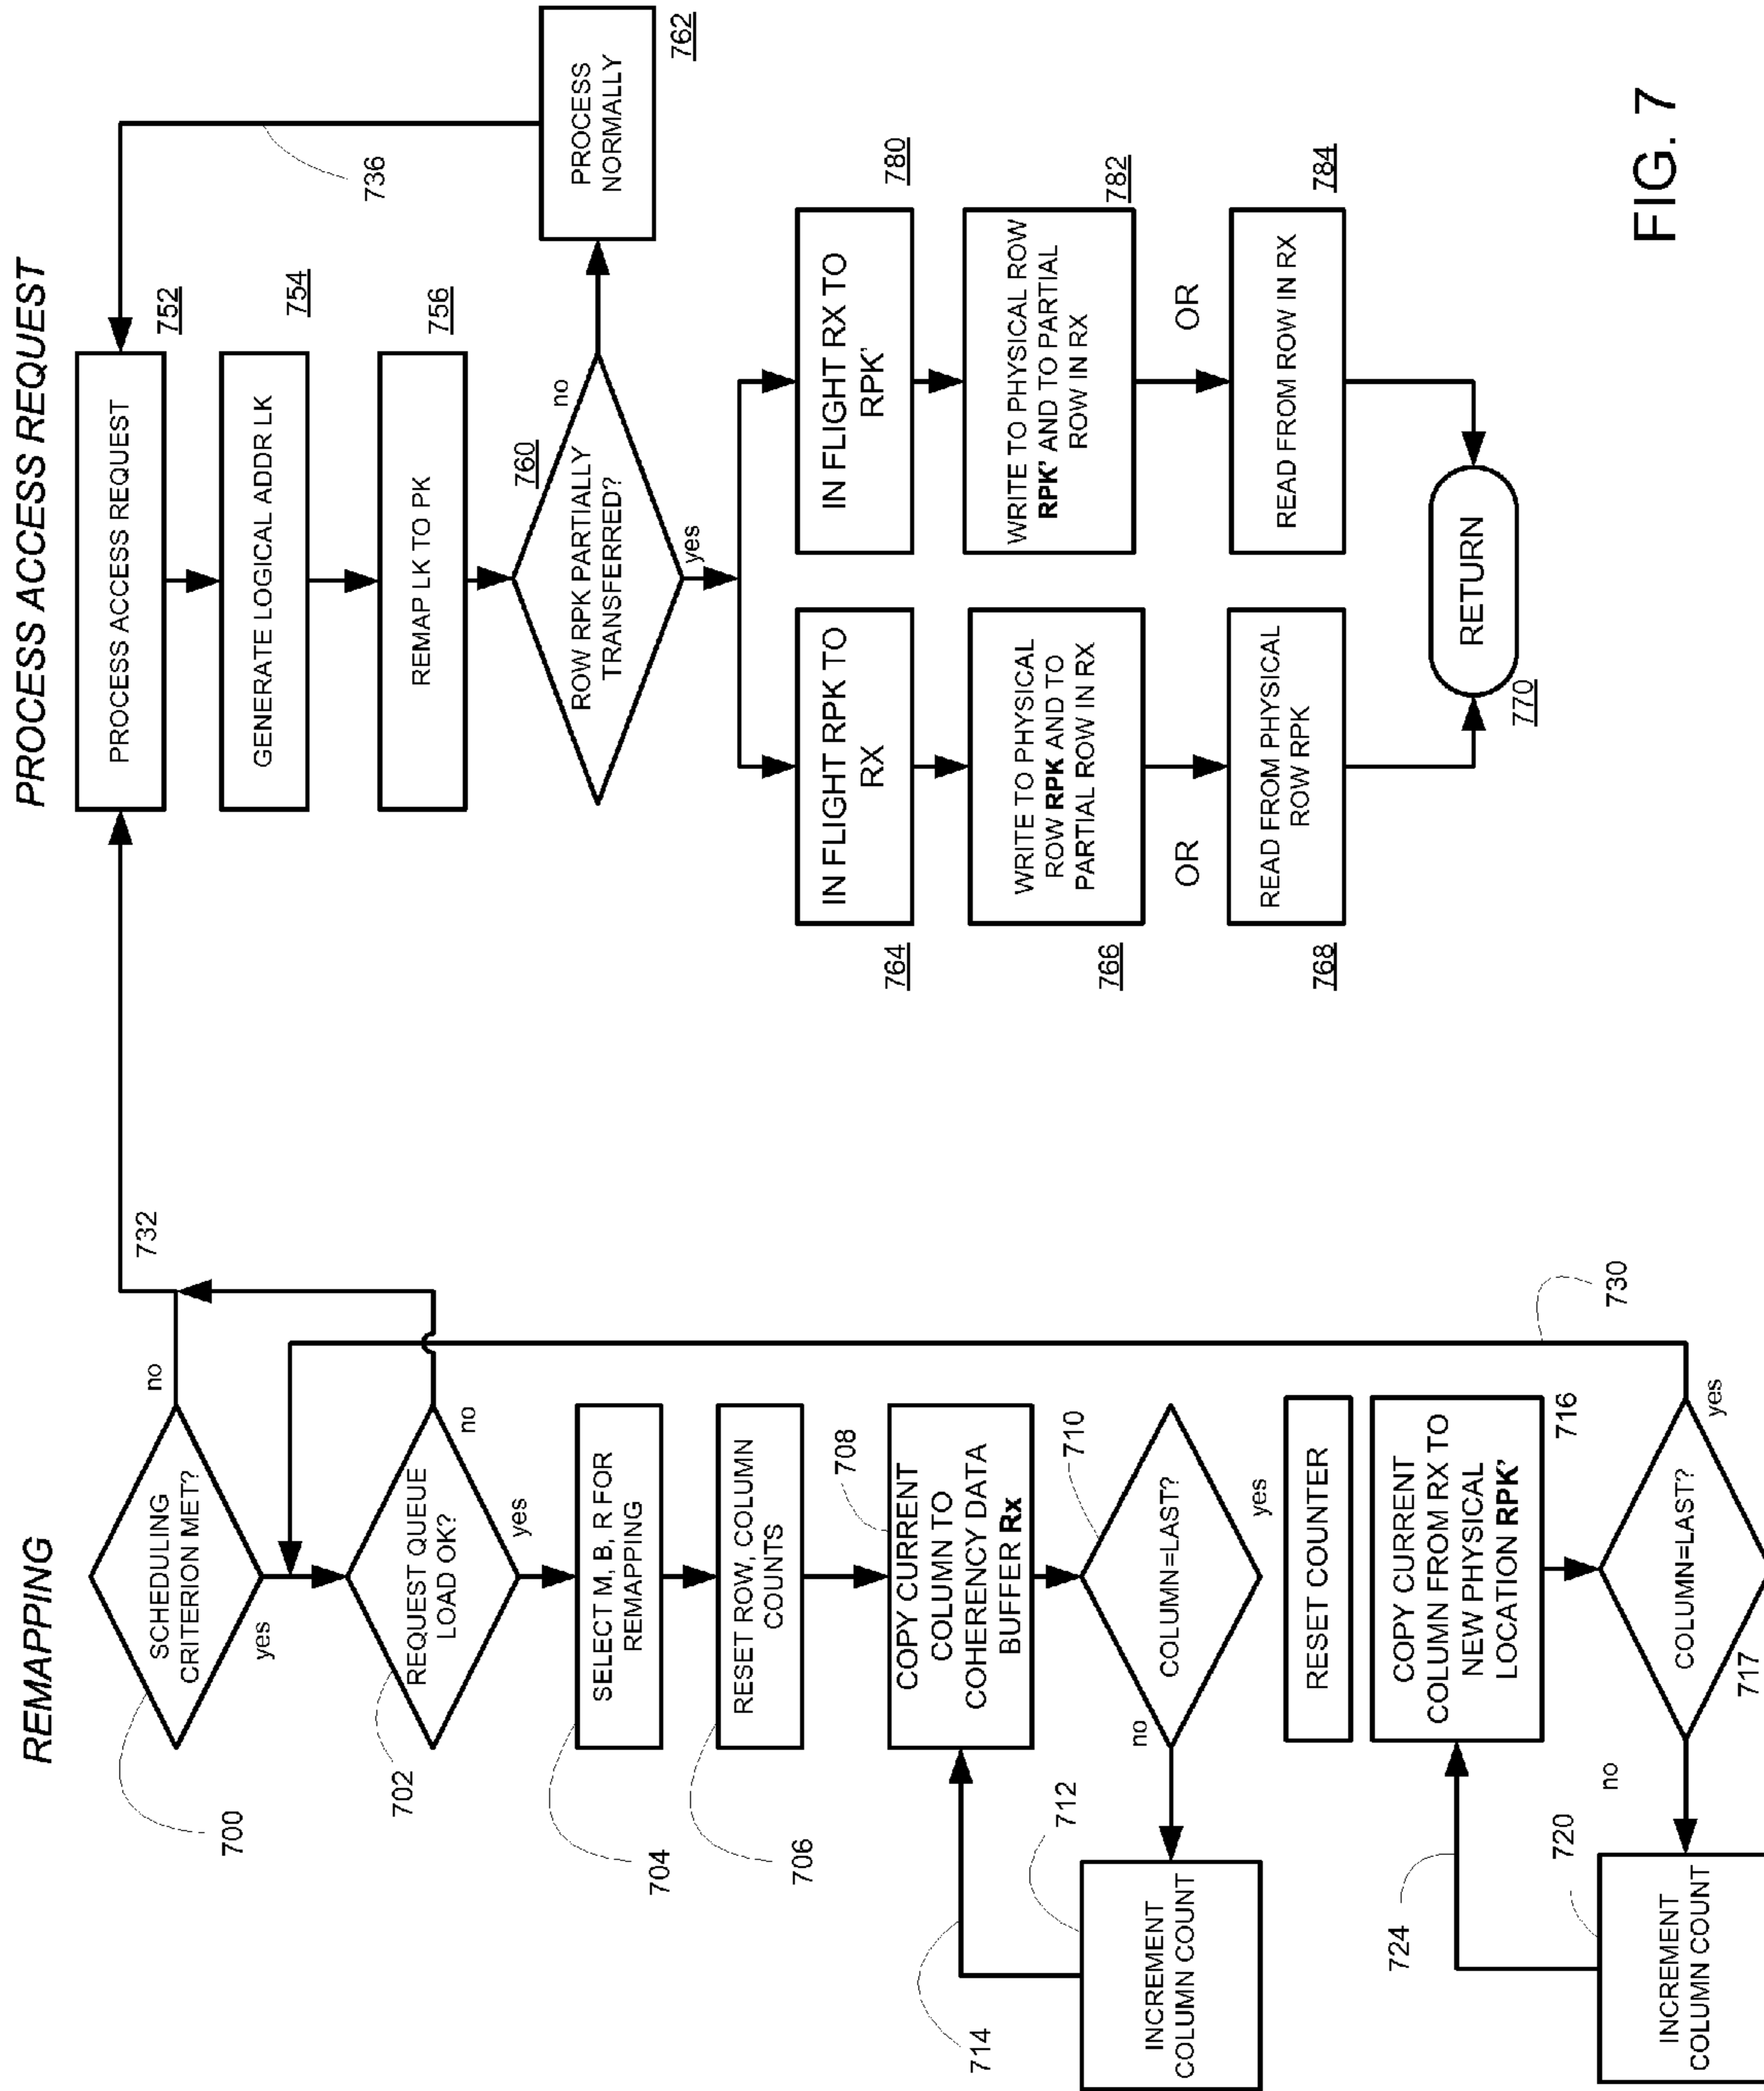 REMAPPING
SCHEDULING
CRITERION MET?
no
yes
700
732
REQUEST QUEUE
LOAD OK?
no
yes
702
SELECT M, B, R FOR
REMAPPING
704
RESET ROW, COLUMN
COUNTS
706
COPY CURRENT
COLUMN TO
COHERENCY DATA
BUFFER Rx
708
COLUMN=LAST?
710
no
yes
INCREMENT
COLUMN COUNT
712
714
RESET COUNTER
COPY CURRENT
COLUMN FROM RX TO
NEW PHYSICAL
LOCATION RPK'
716
COLUMN=LAST?
717
no
yes
INCREMENT
COLUMN COUNT
720
724
730
PROCESS ACCESS REQUEST
PROCESS ACCESS REQUEST
752
736
GENERATE LOGICAL ADDR LK
754
REMAP LK TO PK
756
ROW RPK PARTIALLY
TRANSFERRED?
760
no
yes
PROCESS
NORMALLY
762
IN FLIGHT RPK TO
RX
764
WRITE TO PHYSICAL
ROW RPK AND TO
PARTIAL ROW IN RX
766
OR
READ FROM PHYSICAL
ROW RPK
768
IN FLIGHT RX TO
RPK'
780
WRITE TO PHYSICAL ROW
RPK' AND TO PARTIAL
ROW IN RX
782
OR
READ FROM ROW IN RX
784
RETURN
770
FIG. 7